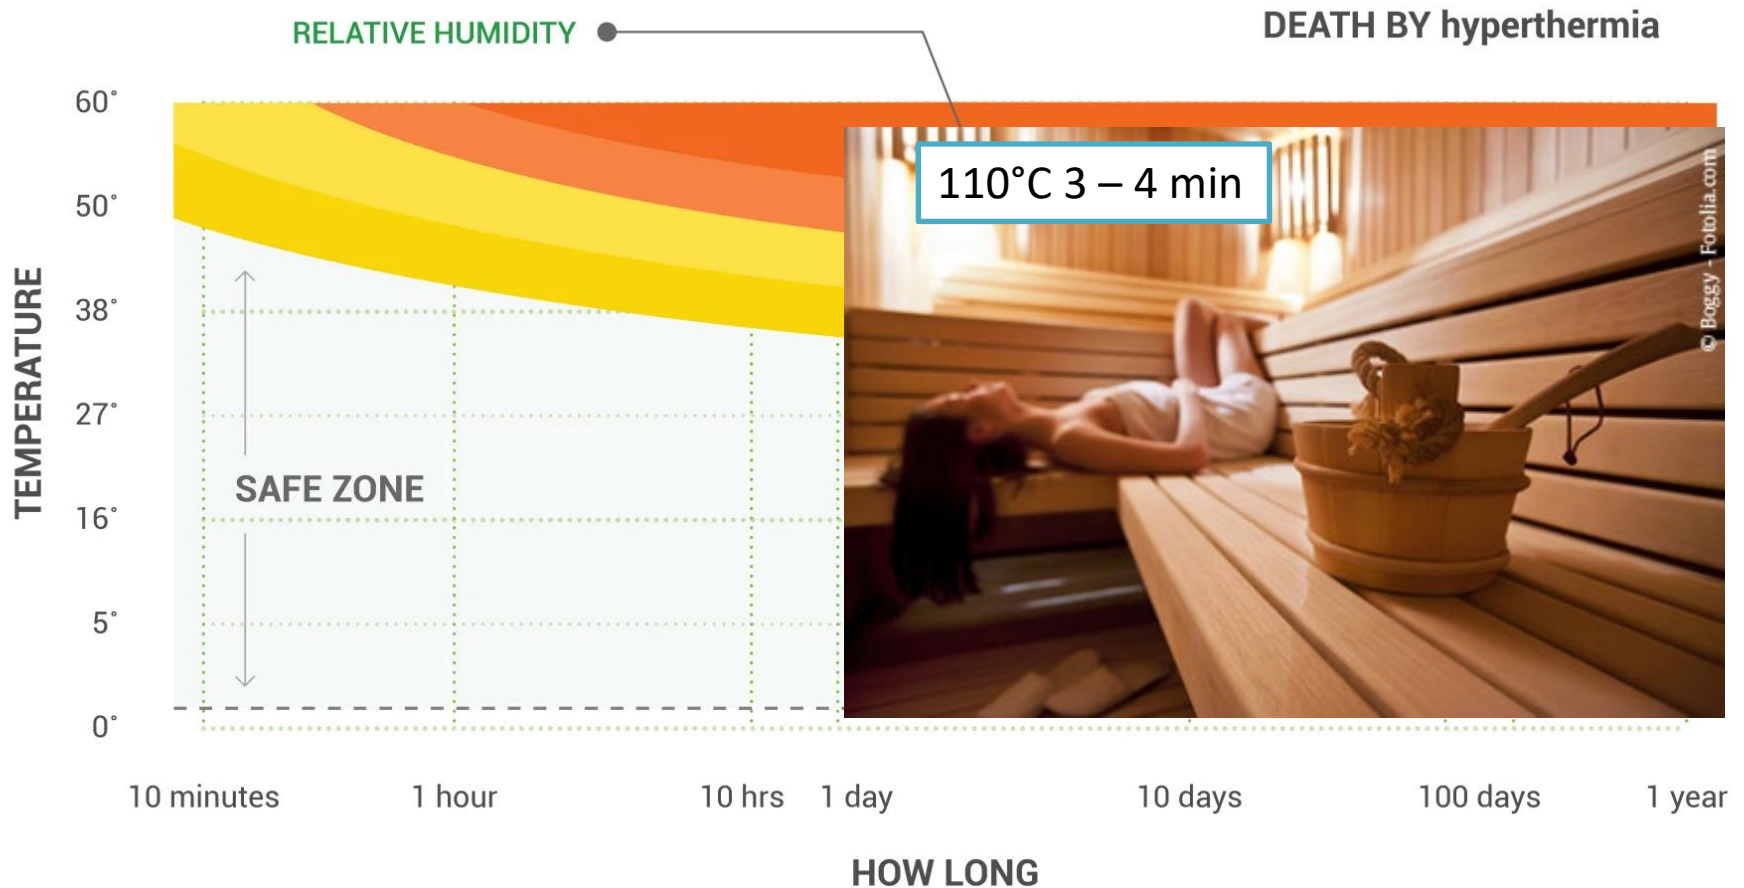 RELATIVE HUMIDITY
DEATH BY hyperthermia
60°
50°
38°
27°
16°
5°
0°
TEMPERATURE
SAFE ZONE
110°C 3 – 4 min
© Boggy - Fotolia.com
10 minutes
1 hour
10 hrs
1 day
10 days
100 days
1 year
HOW LONG